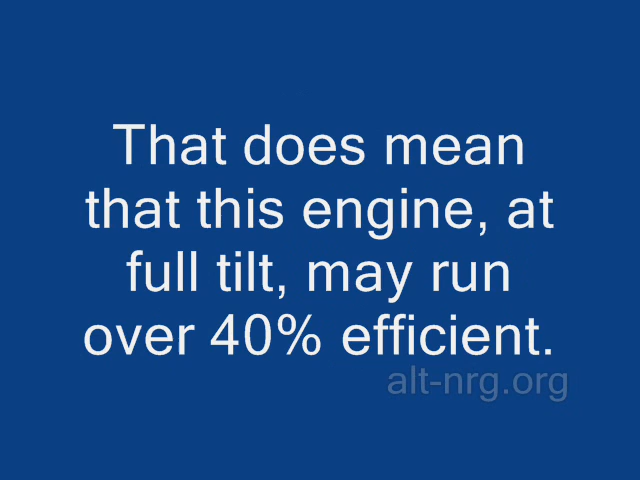 That does mean
that this engine, at
full tilt, may run
over 40% efficient.
alt-nrg.org